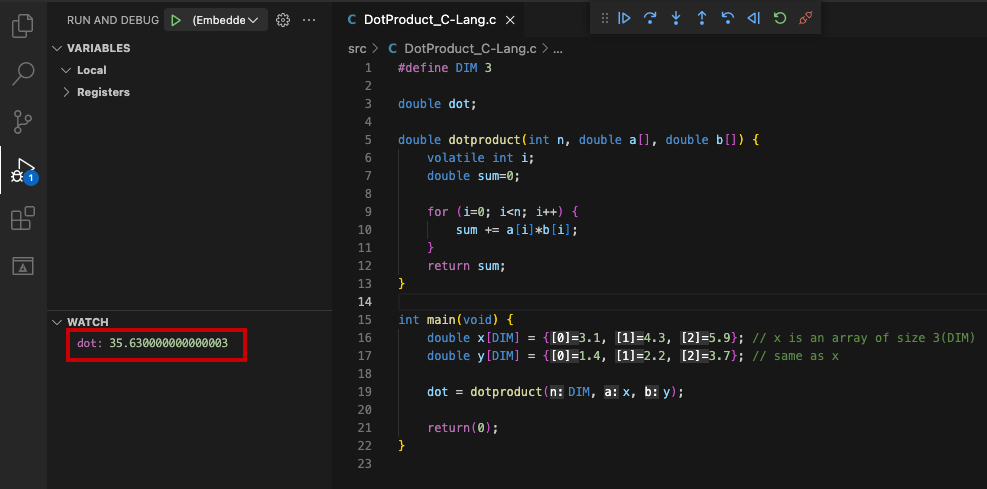 RUN AND DEBUG (Embedde
VARIABLES
Local
Registers
1
WATCH
dot: 35.630000000000003
C DotProduct_C-Lang.c
src > C DotProduct_C-Lang.c > ...
1 #define DIM 3
2
3 double dot;
4
5 double dotproduct(int n, double a[], double b[]) {
6 volatile int i;
7 double sum=0;
8
9 for (i=0; i<n; i++) {
10 sum += a[i]*b[i];
11 }
12 return sum;
13 }
14
15 int main(void) {
16 double x[DIM] = {[0]=3.1, [1]=4.3, [2]=5.9}; // x is an array of size 3(DIM)
17 double y[DIM] = {[0]=1.4, [1]=2.2, [2]=3.7}; // same as x
18
19 dot = dotproduct(n:DIM, a:x, b:y);
20
21 return(0);
22 }
23